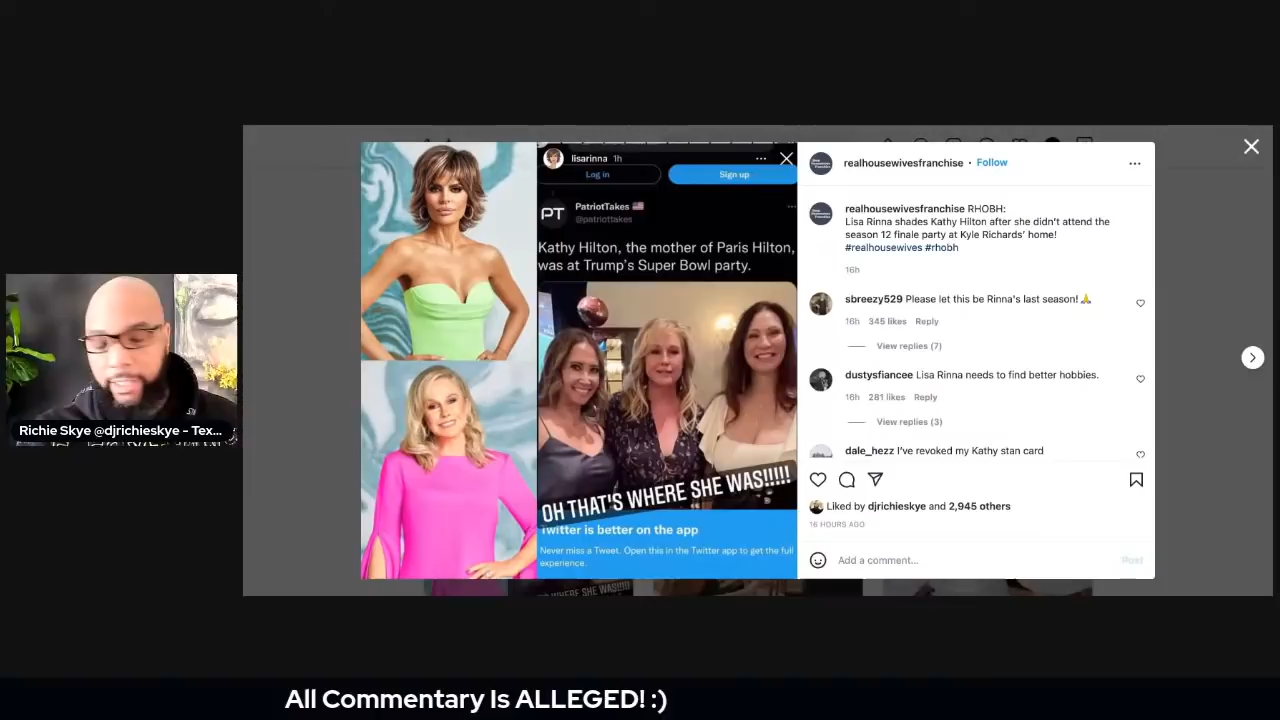 lisarinna 1h
Log in
Sign up
PT
PatriotTakes 🇺🇸
@patriottakes
Kathy Hilton, the mother of Paris Hilton,
was at Trump's Super Bowl party.
OH THAT'S WHERE SHE WAS!!!!!
Twitter is better on the app
Never miss a Tweet. Open this in the Twitter app to get the full
experience.
realhousewivesfranchise • Follow
realhousewivesfranchise RHOBH:
Lisa Rinna shades Kathy Hilton after she didn't attend the
season 12 finale party at Kyle Richards' home!
#realhousewives #rhobh
16h
sbreezy529 Please let this be Rinna's last season! 🙏
16h 345 likes Reply
View replies (7)
dustysfiancee Lisa Rinna needs to find better hobbies.
16h 281 likes Reply
View replies (3)
dale_hezz I've revoked my Kathy stan card
Liked by djrichieskye and 2,945 others
16 HOURS AGO
Add a comment...
Post
Richie Skye @djrichieskye - Tex...
WHERE SHE WAS!!!!
All Commentary Is ALLEGED! :)